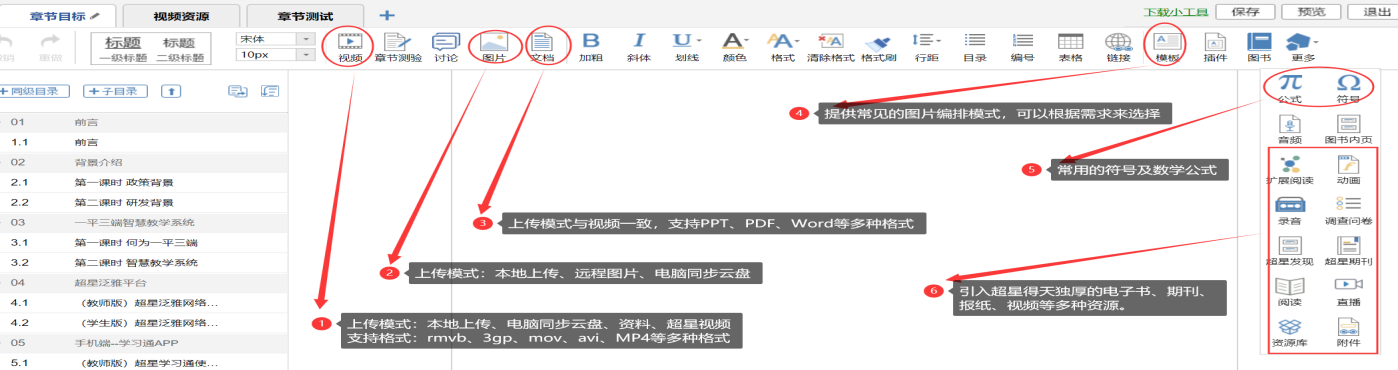 章节目标
视频资源
章节测试
下载小工具
保存
预览
退出
撤销
重做
标题
一级标题
标题
二级标题
宋体
10px
视频
章节测验
讨论
图片
文档
B
加粗
I
斜体
U
划线
A
颜色
格式
清除格式
格式刷
行距
目录
编号
表格
链接
模板
插件
图书
更多
+同级目录
+子目录
01 前言
1.1 前言
02 背景介绍
2.1 第一课时 政策背景
2.2 第二课时 研发背景
03 一平三端智慧教学系统
3.1 第一课时 何为一平三端
3.2 第二课时 智慧教学系统
04 超星泛雅平台
4.1 （教师版）超星泛雅网络...
4.2 （学生版）超星泛雅网络...
05 手机端--学习通APP
5.1 （教师版）超星学习通使...
4 提供常见的图片编排模式，可以根据需求来选择
5 常用的符号及数学公式
3 上传模式与视频一致，支持PPT、PDF、Word等多种格式
2 上传模式：本地上传、远程图片、电脑同步云盘
6 引入超星得天独厚的电子书、期刊、
报纸、视频等多种资源。
1 上传模式：本地上传、电脑同步云盘、资料、超星视频
支持格式：rmvb、3gp、mov、avi、MP4等多种格式
π
Ω
公式
符号
音频
图书内页
扩展阅读
动画
录音
调查问卷
超星发现
超星期刊
阅读
直播
资源库
附件